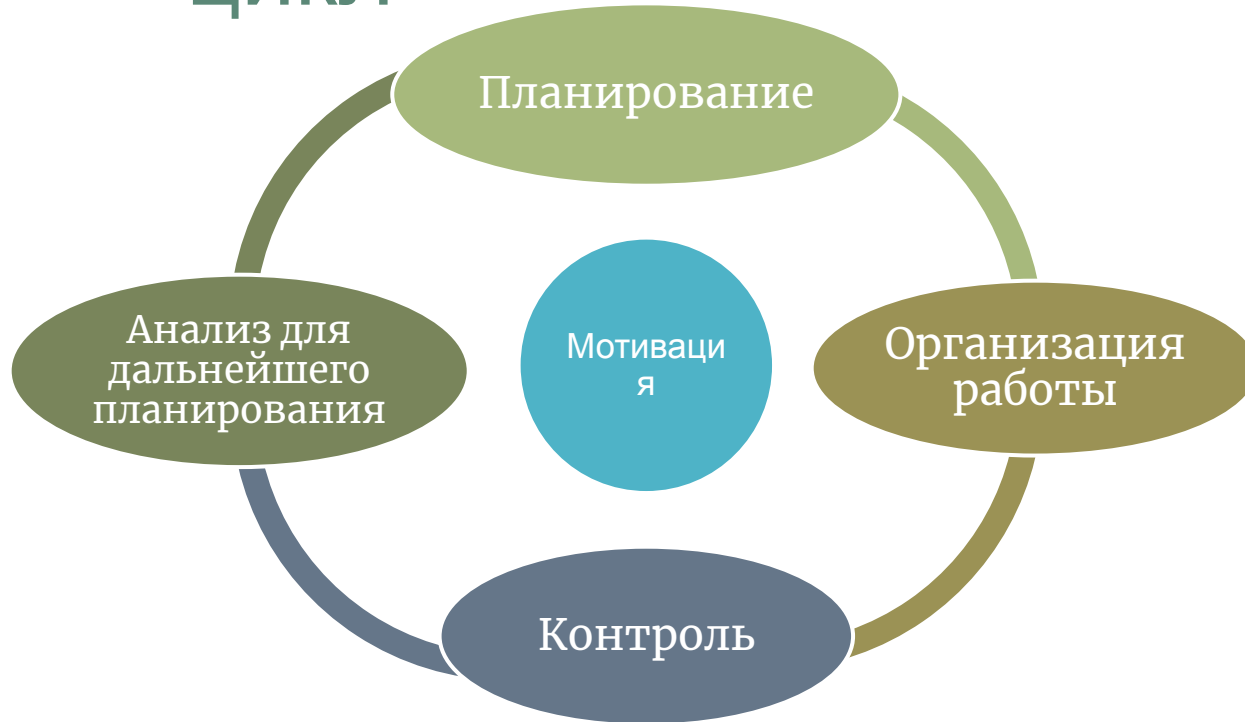 Планирование
Мотиваци
я
Анализ для
дальнейшего
планирования
Организация
работы
Контроль